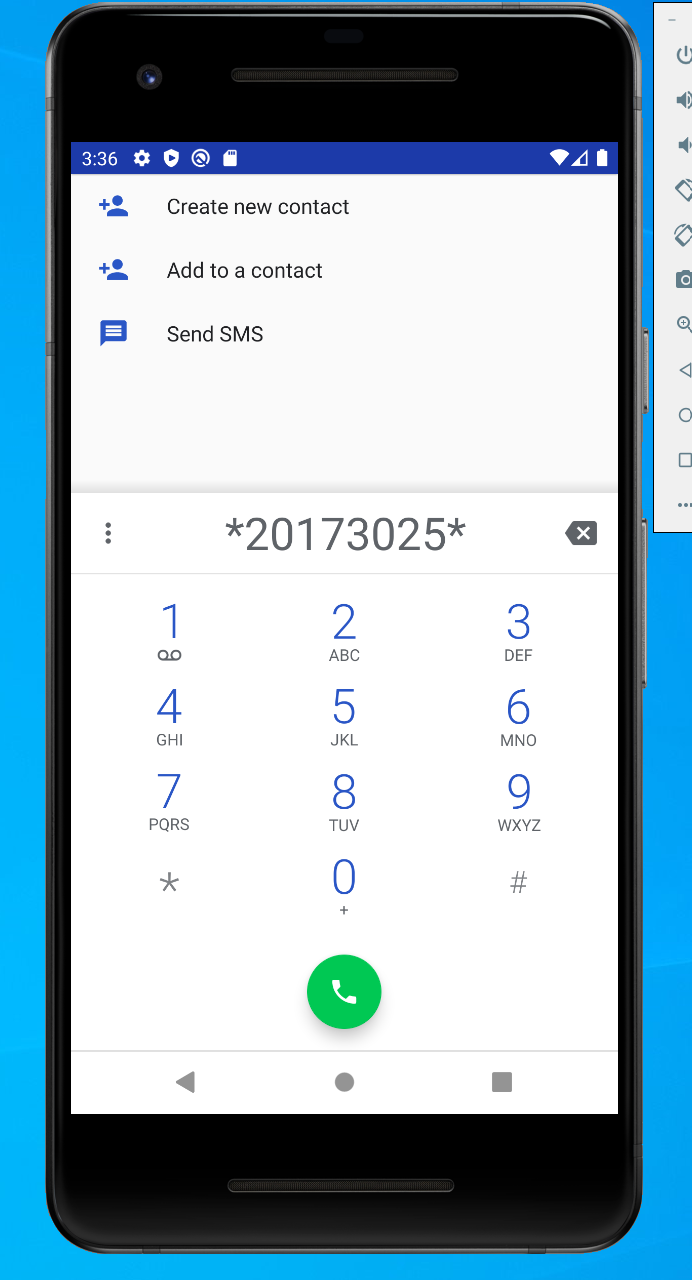 3:36
Create new contact
Add to a contact
Send SMS
*20173025*
1 2 3
ABC DEF
4 5 6
GHI JKL MNO
7 8 9
PQRS TUV WXYZ
* 0 #
+